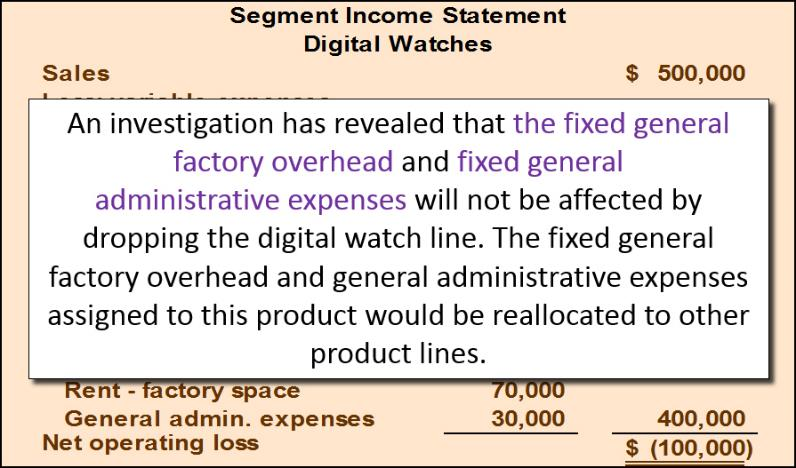 Segment Income Statement
Digital Watches
Sales $ 500,000
An investigation has revealed that the fixed general
factory overhead and fixed general
administrative expenses will not be affected by
dropping the digital watch line. The fixed general
factory overhead and general administrative expenses
assigned to this product would be reallocated to other
product lines.
Rent - factory space 70,000
General admin. expenses 30,000 400,000
Net operating loss $ (100,000)